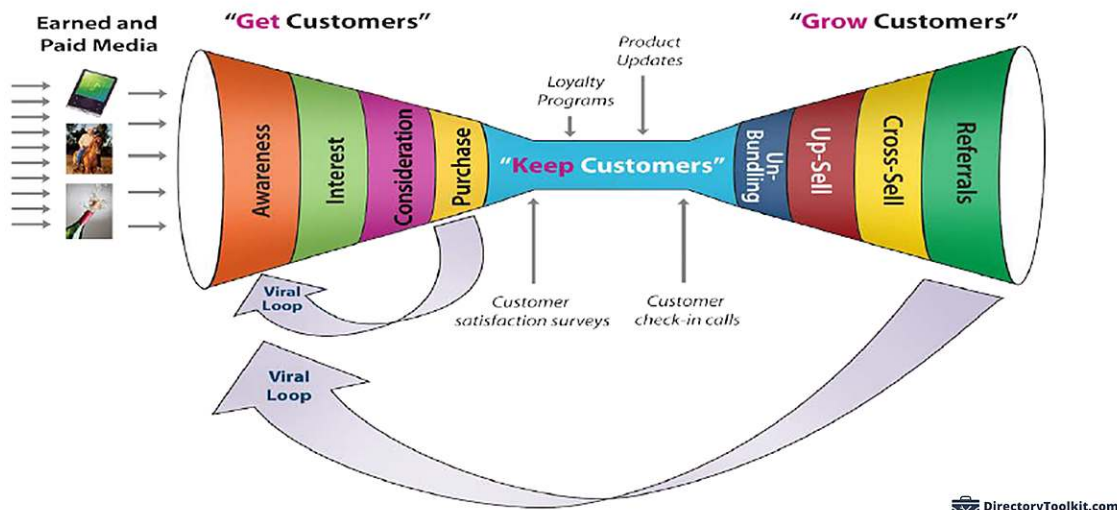 Earned and
Paid Media
"Get Customers"
"Grow Customers"
Product
Updates
Loyalty
Programs
Awareness
Interest
Consideration
Purchase
"Keep Customers"
Un-
Bundling
Up-Sell
Cross-Sell
Referrals
Viral
Loop
Customer
satisfaction surveys
Customer
check-in calls
Viral
Loop
DirectoryToolkit.com